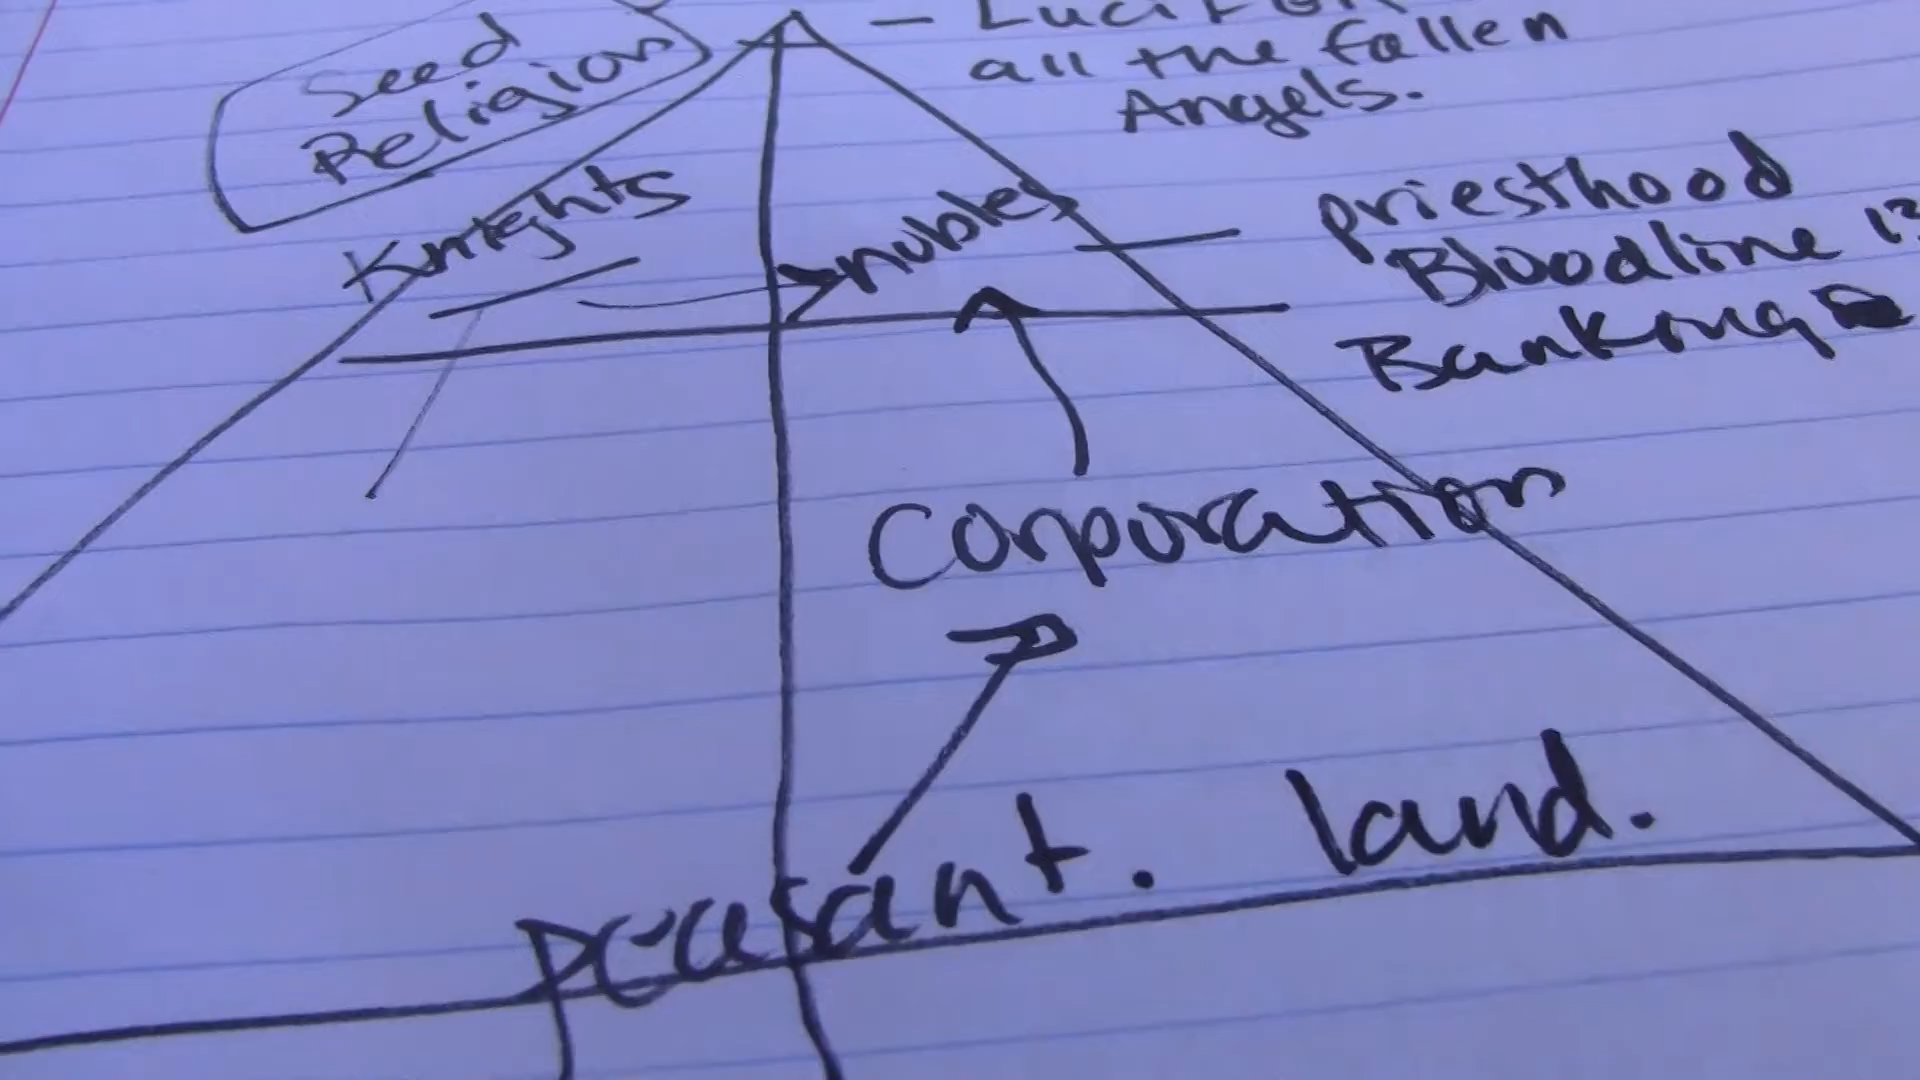 Seed
Religion
all the fallen
Angels.
Knights
nobles
priesthood
Bloodline
Banking
Corporation
peasant. land.